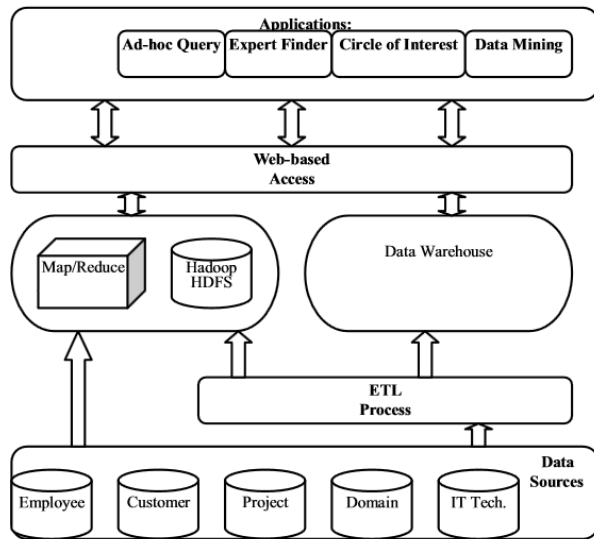 Applications:
Ad-hoc Query Expert Finder Circle of Interest Data Mining
Web-based
Access
Map/Reduce
Hadoop
HDFS
Data Warehouse
ETL
Process
Data
Sources
Employee Customer Project Domain IT Tech.